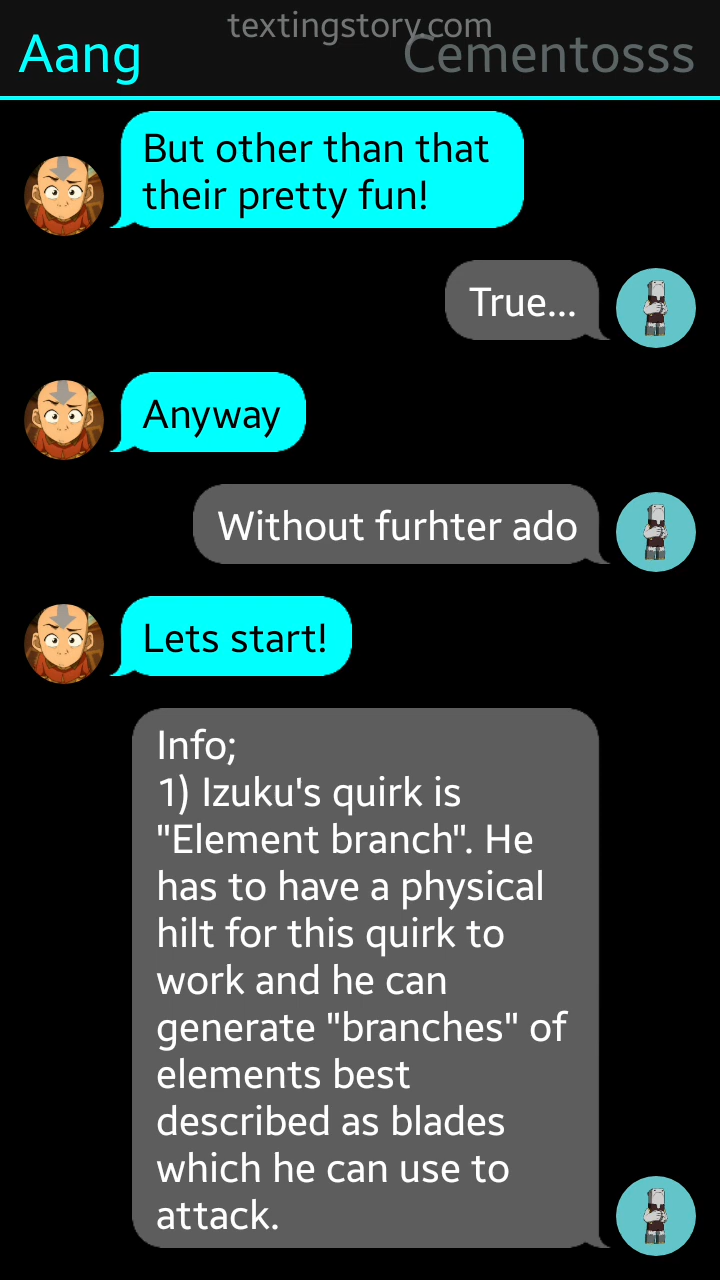 textingstory.com
Aang
Cementosss
But other than that
their pretty fun!
True...
Anyway
Without furhter ado
Lets start!
Info;
1) Izuku's quirk is
"Element branch". He
has to have a physical
hilt for this quirk to
work and he can
generate "branches" of
elements best
described as blades
which he can use to
attack.